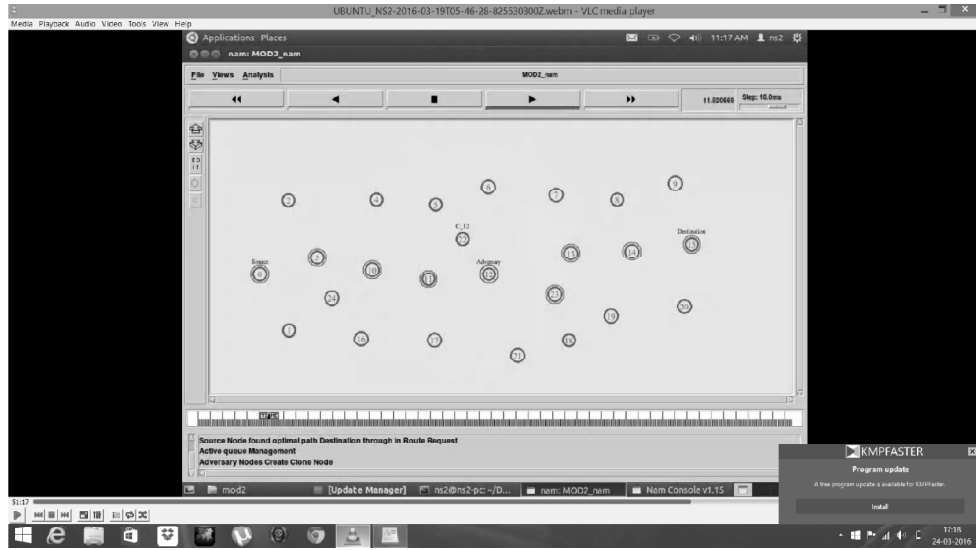 UBUNTU_NS2-2016-03-19T05-46-28-825530300Z.webm - VLC media player
Media Playback Audio Video Tools View Help
Applications Places
11:17 AM ns2
nam: MOD2_nam
File Views Analysis MOD2_nam
Step: 10.0ms
9
6
7
2 4 5 8
C_12
22
Destination
15
Source Adversary
0 10 11 12 13 14
24 23
20
1 16 17 18 19
21
Source Node found optimal path Destination through in Route Request
Active queue Management
Adversary Nodes Create Clone Node
mod2 [Update Manager] ns2@ns2-pc: ~/D... nam: MOD2_nam Nam Console v1.15
KMPFASTER
Program update
A free program update is available for KMPFaster.
Install
51:17
17:18
24-03-2016